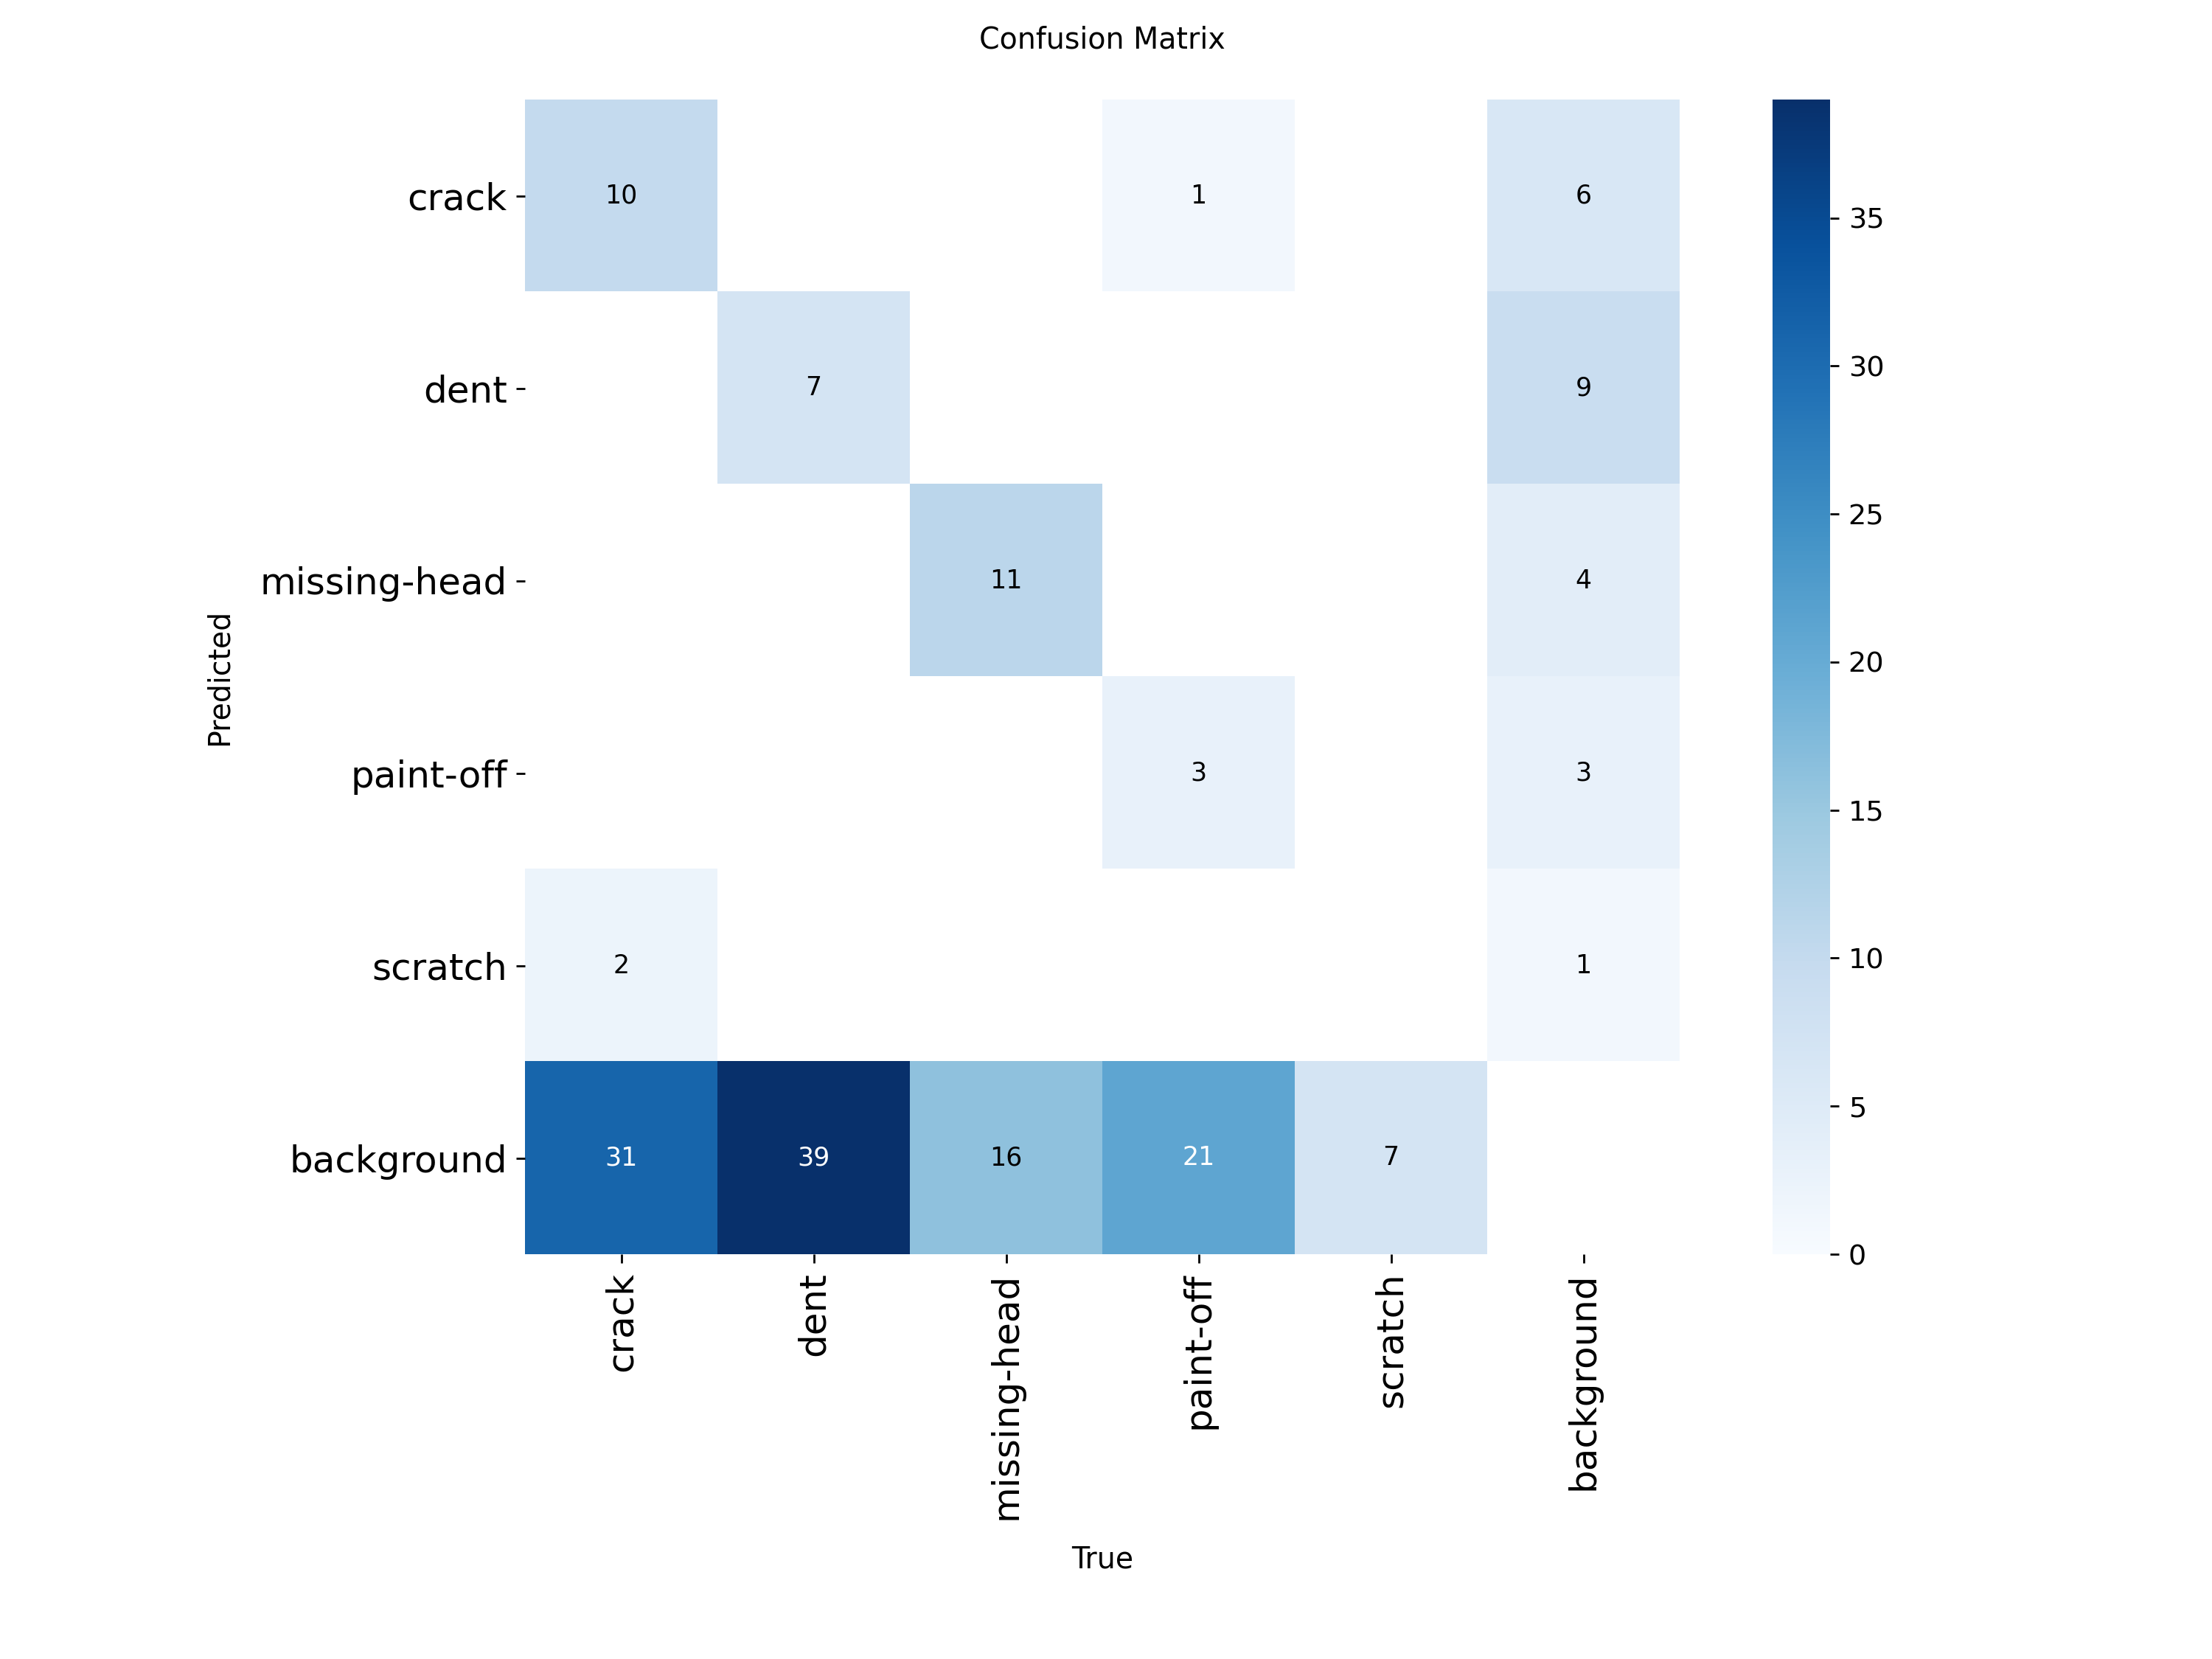 Confusion Matrix
crack
10
1
6
dent
7
9
missing-head
11
4
paint-off
3
3
scratch
2
1
background
31
39
16
21
7
crack
dent
missing-head
paint-off
scratch
background
Predicted
True
35
30
25
20
15
10
5
0